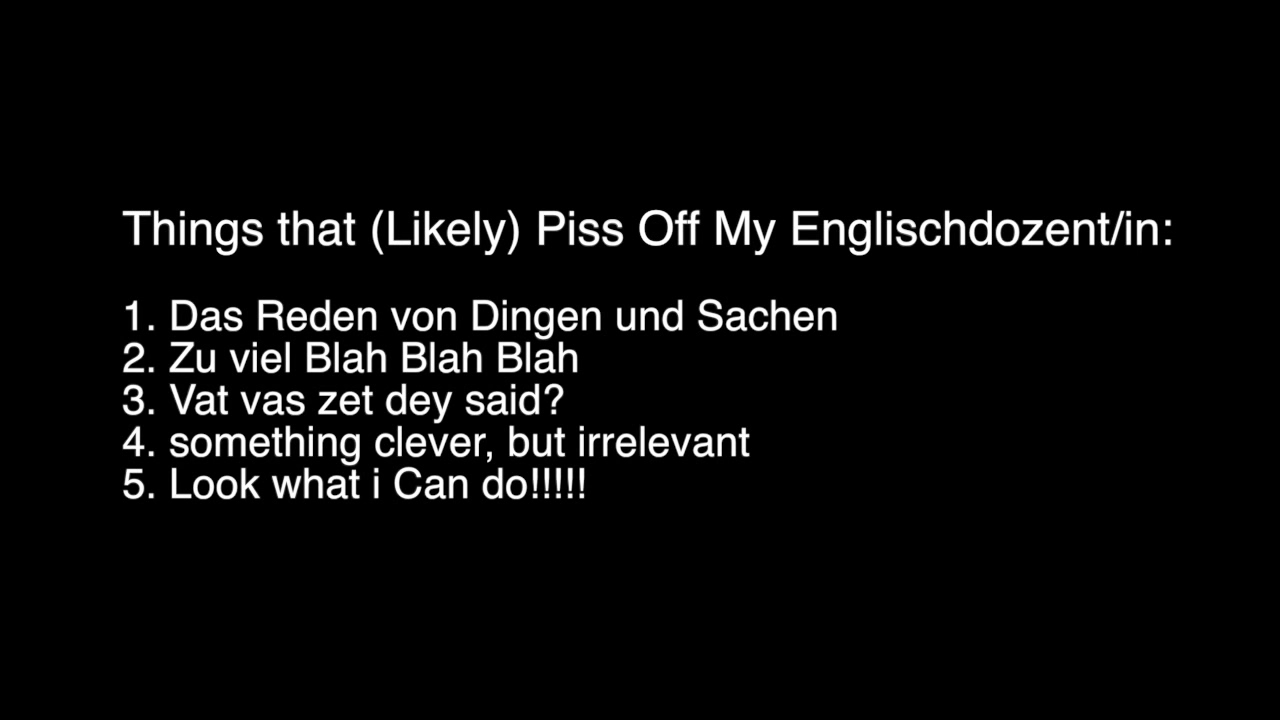 Things that (Likely) Piss Off My Englischdozent/in:
1. Das Reden von Dingen und Sachen
2. Zu viel Blah Blah Blah
3. Vat vas zet dey said?
4. something clever, but irrelevant
5. Look what i Can do!!!!!